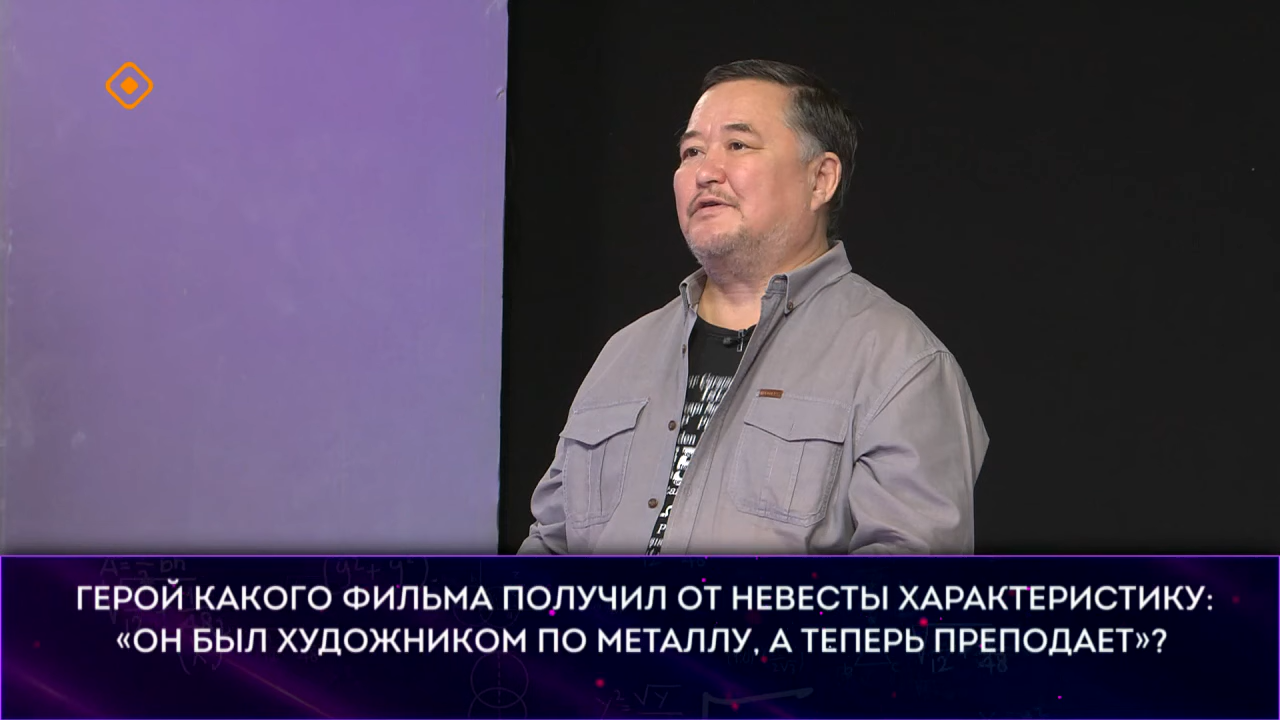 ГЕРОЙ КАКОГО ФИЛЬМА ПОЛУЧИЛ ОТ НЕВЕСТЫ ХАРАКТЕРИСТИКУ:
«ОН БЫЛ ХУДОЖНИКОМ ПО МЕТАЛЛУ, А ТЕПЕРЬ ПРЕПОДАЕТ»?